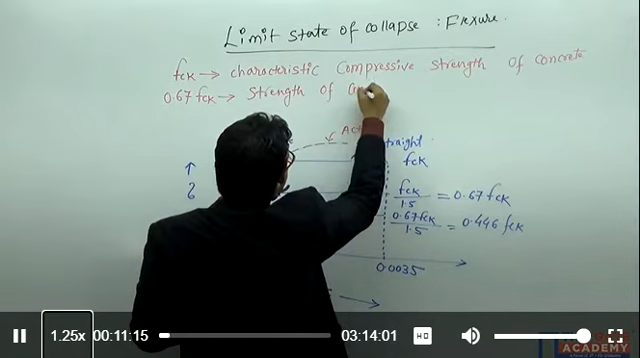 Limit state of collapse : Flexure.
fck → characteristic compressive strength of concrete
0.67 fck → strength of
straight
fck
fck/1.5 = 0.67 fck
0.67 fck/1.5 = 0.446 fck
0.0035
1.25x 00:11:15 03:14:01 HD
ACADEMY